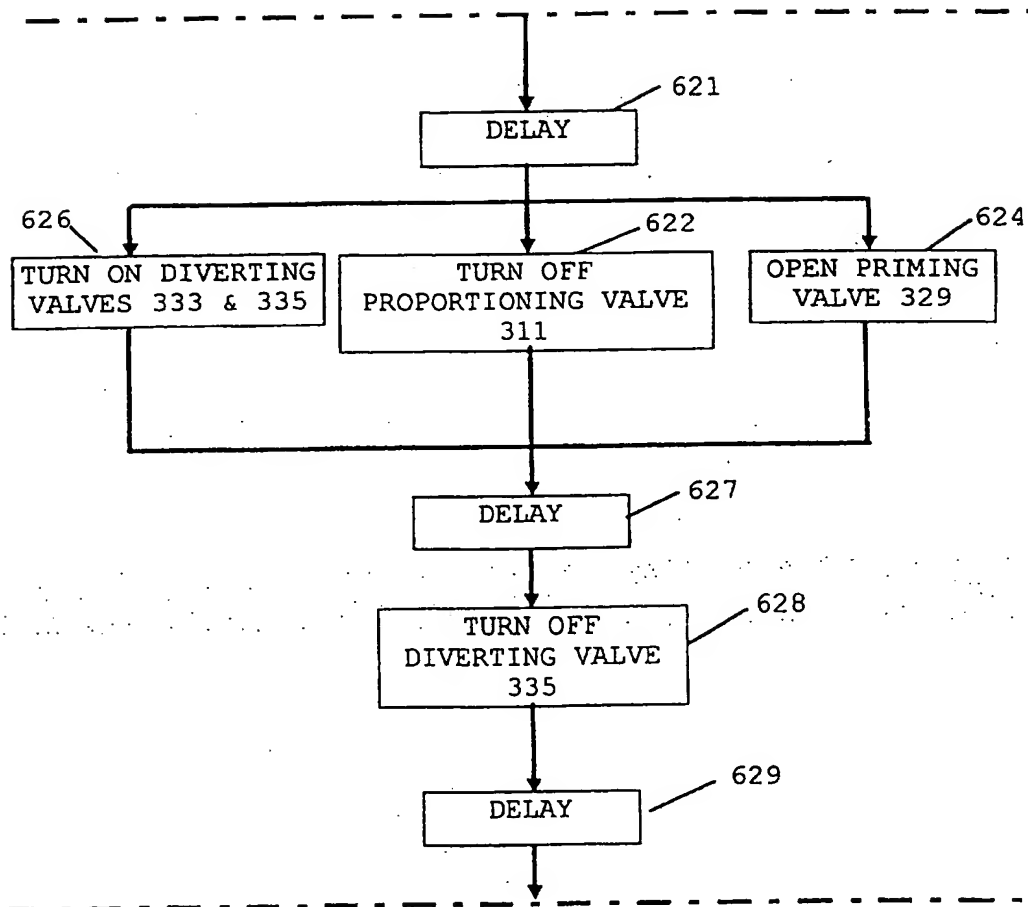 621
DELAY
626
622
624
TURN ON DIVERTING
VALVES 333 & 335
TURN OFF
PROPORTIONING VALVE
311
OPEN PRIMING
VALVE 329
627
DELAY
628
TURN OFF
DIVERTING VALVE
335
629
DELAY